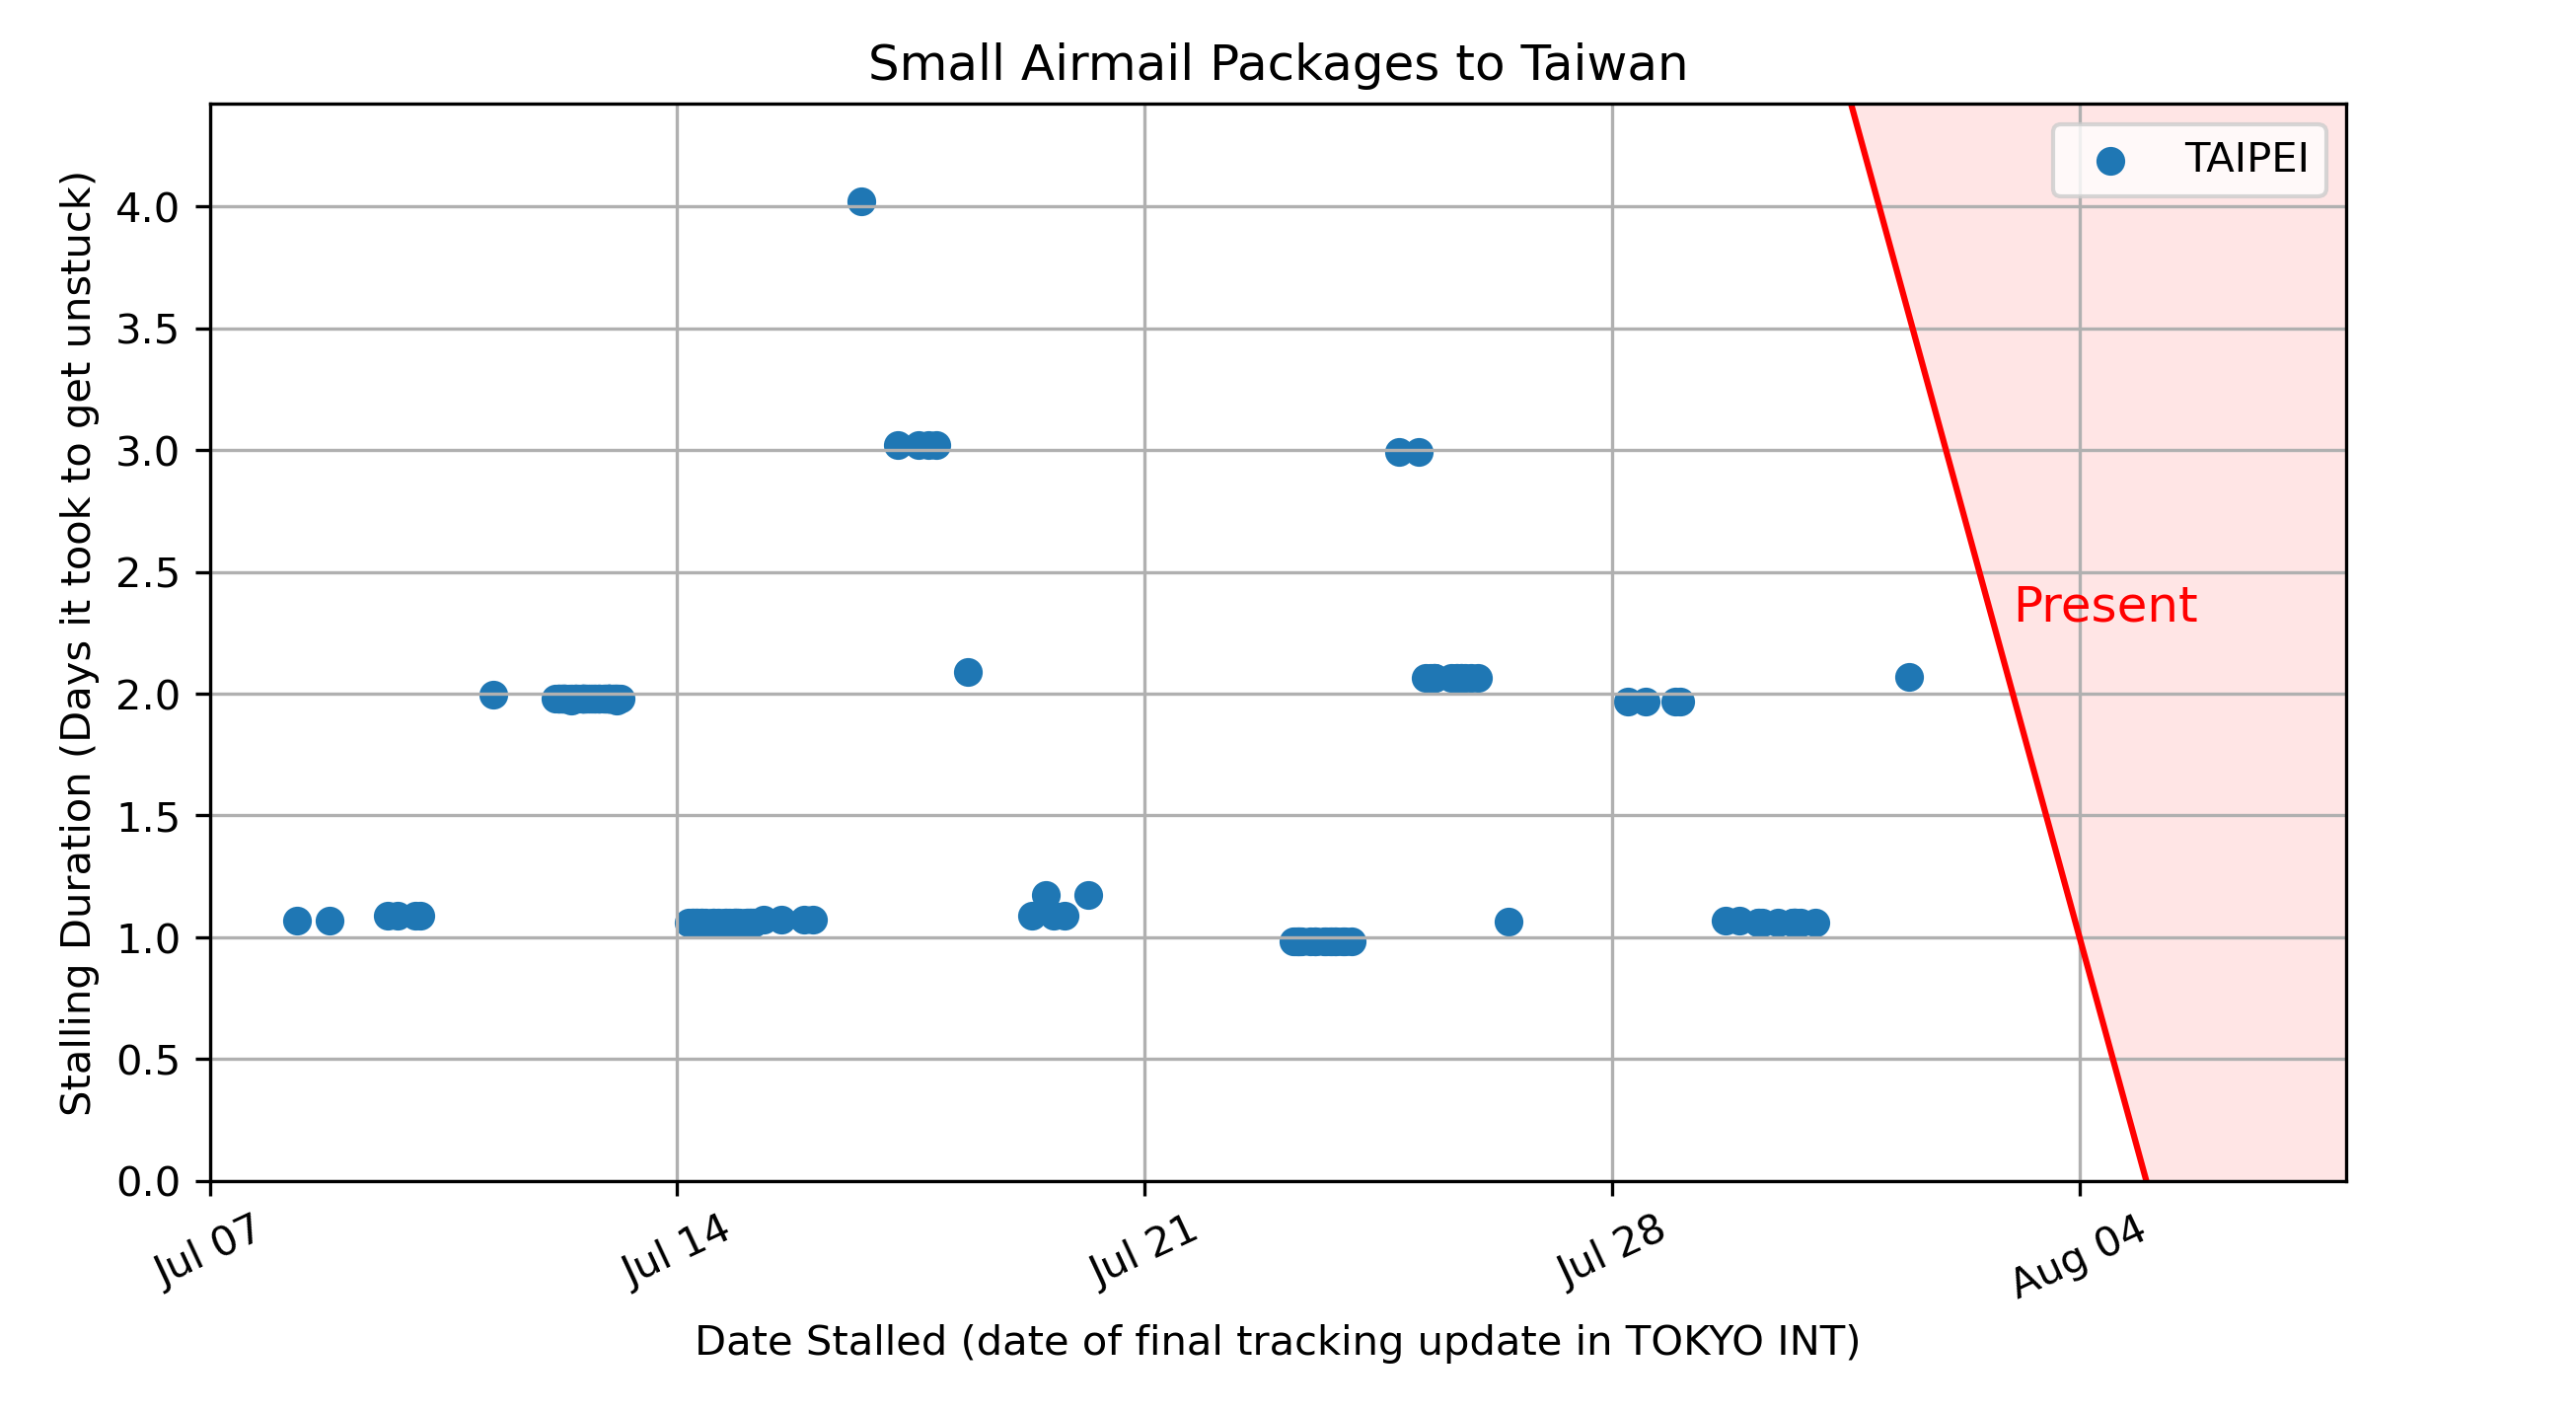 Small Airmail Packages to Taiwan
TAIPEI
Present
Stalling Duration (Days it took to get unstuck)
4.0
3.5
3.0
2.5
2.0
1.5
1.0
0.5
0.0
Jul 07
Jul 14
Jul 21
Jul 28
Aug 04
Date Stalled (date of final tracking update in TOKYO INT)